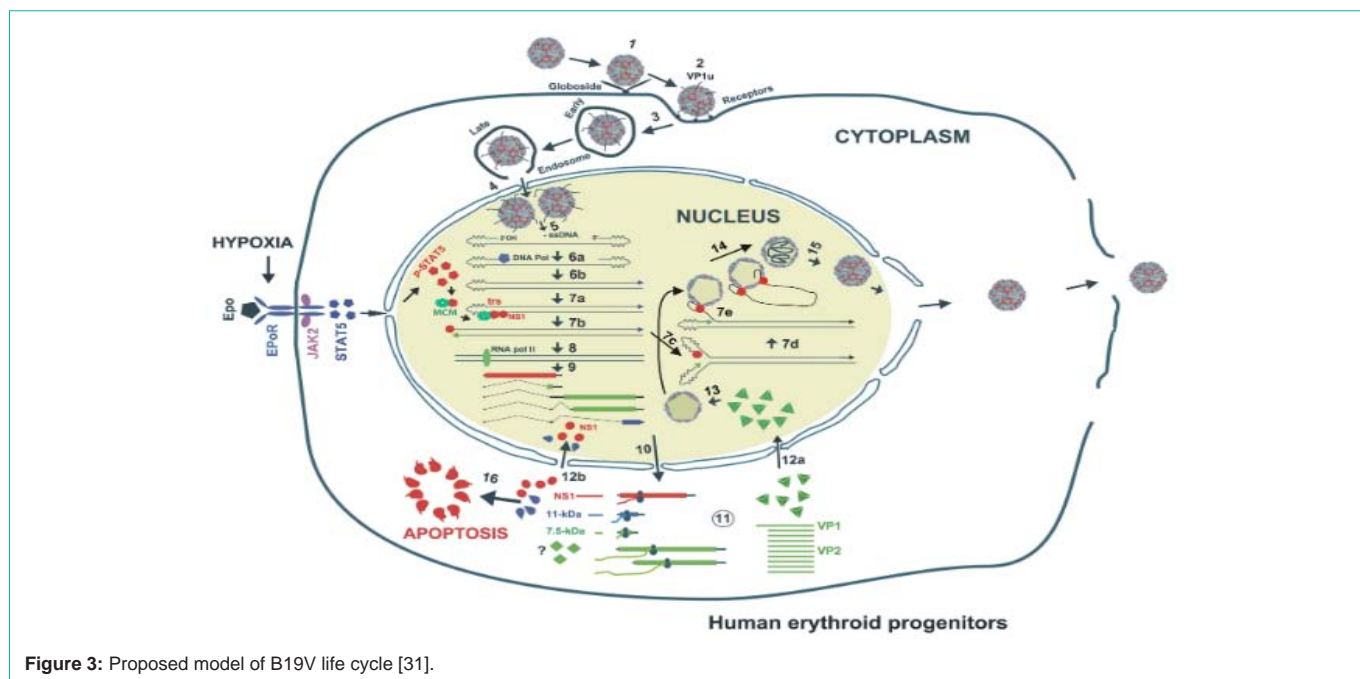 1
2
VP1u
Globoside
Receptors
Early
3
Late
Endosome
CYTOPLASM
4
NUCLEUS
5
ssDNA
3'OH
5'
14
15
HYPOXIA
p-STAT5
DNA Pol
6a
6b
Epo
EPoR
JAK2
STAT5
MCM
trs
NS1
7a
7b
7c
7d
7e
RNA pol II
8
9
13
NS1
10
12a
12b
16
APOPTOSIS
NS1
11-kDa
7.5-kDa
?
11
VP1
VP2
Human erythroid progenitors
Figure 3: Proposed model of B19V life cycle [31].